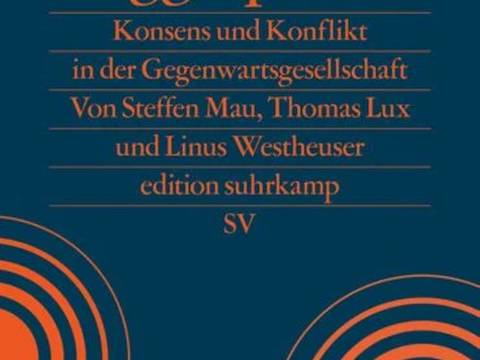 Konsens und Konflikt
in der Gegenwartsgesellschaft
Von Steffen Mau, Thomas Lux
und Linus Westheuser
edition suhrkamp
SV